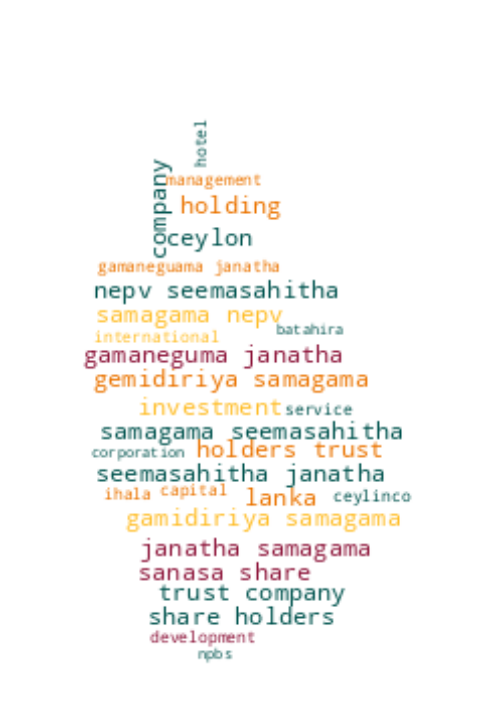 hotel
management
company
holding
ceylon
gamaneguama janatha
nepv seemasahitha
samagama nepv
batahira
international
gamaneguma janatha
gemidiriya samagama
investment service
samagama seemasahitha
corporation holders trust
seemasahitha janatha
ihala capital lanka ceylinco
gamidiriya samagama
janatha samagama
sanasa share
trust company
share holders
development
npbs